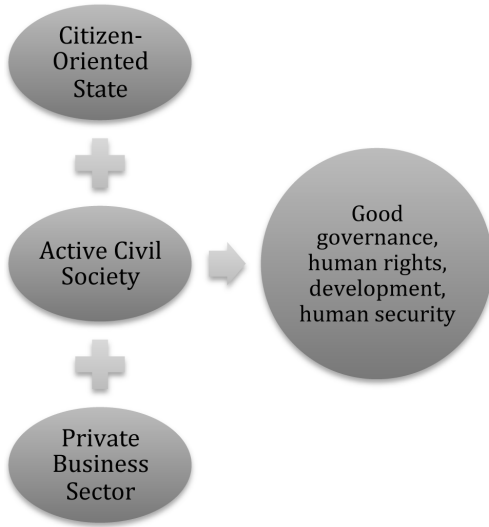 Citizen-
Oriented
State
Active Civil
Society
Private
Business
Sector
Good
governance,
human rights,
development,
human security